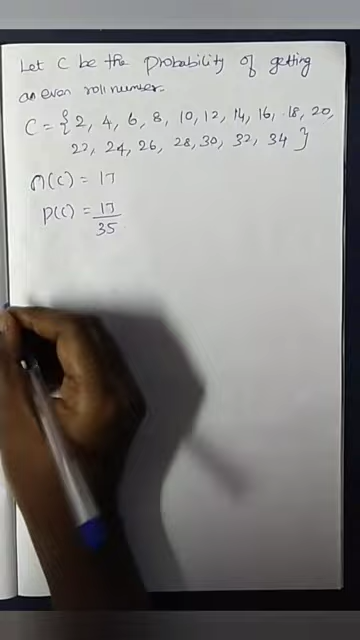 Let C be the probability of getting
an even roll number.
C = {2, 4, 6, 8, 10, 12, 14, 16, 18, 20,
22, 24, 26, 28, 30, 32, 34}
n(C) = 17
P(C) = 17/35